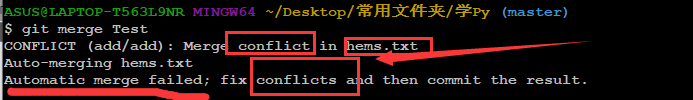 ASUS@LAPTOP-T563L9NR MINGW64 ~/Desktop/常用文件夹/学Py (master)
$ git merge Test
CONFLICT (add/add): Merge conflict in hems.txt
Auto-merging hems.txt
Automatic merge failed; fix conflicts and then commit the result.